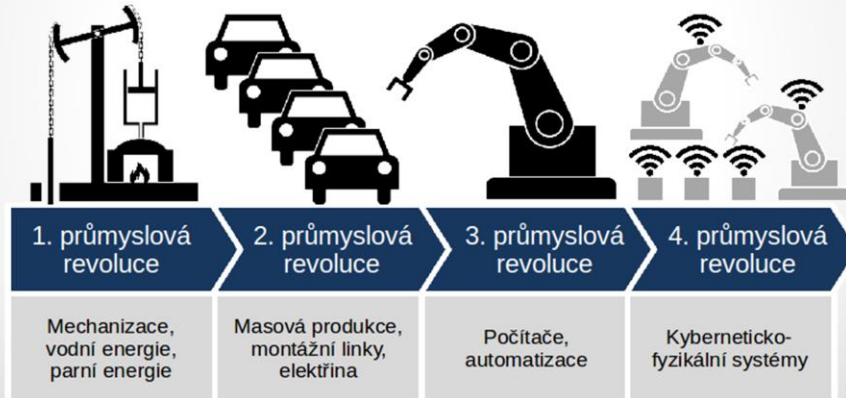 1. průmyslová
revoluce
2. průmyslová
revoluce
3. průmyslová
revoluce
4. průmyslová
revoluce
Mechanizace,
vodní energie,
parní energie
Masová produkce,
montážní linky,
elektřina
Počítače,
automatizace
Kyberneticko-
fyzikální systémy